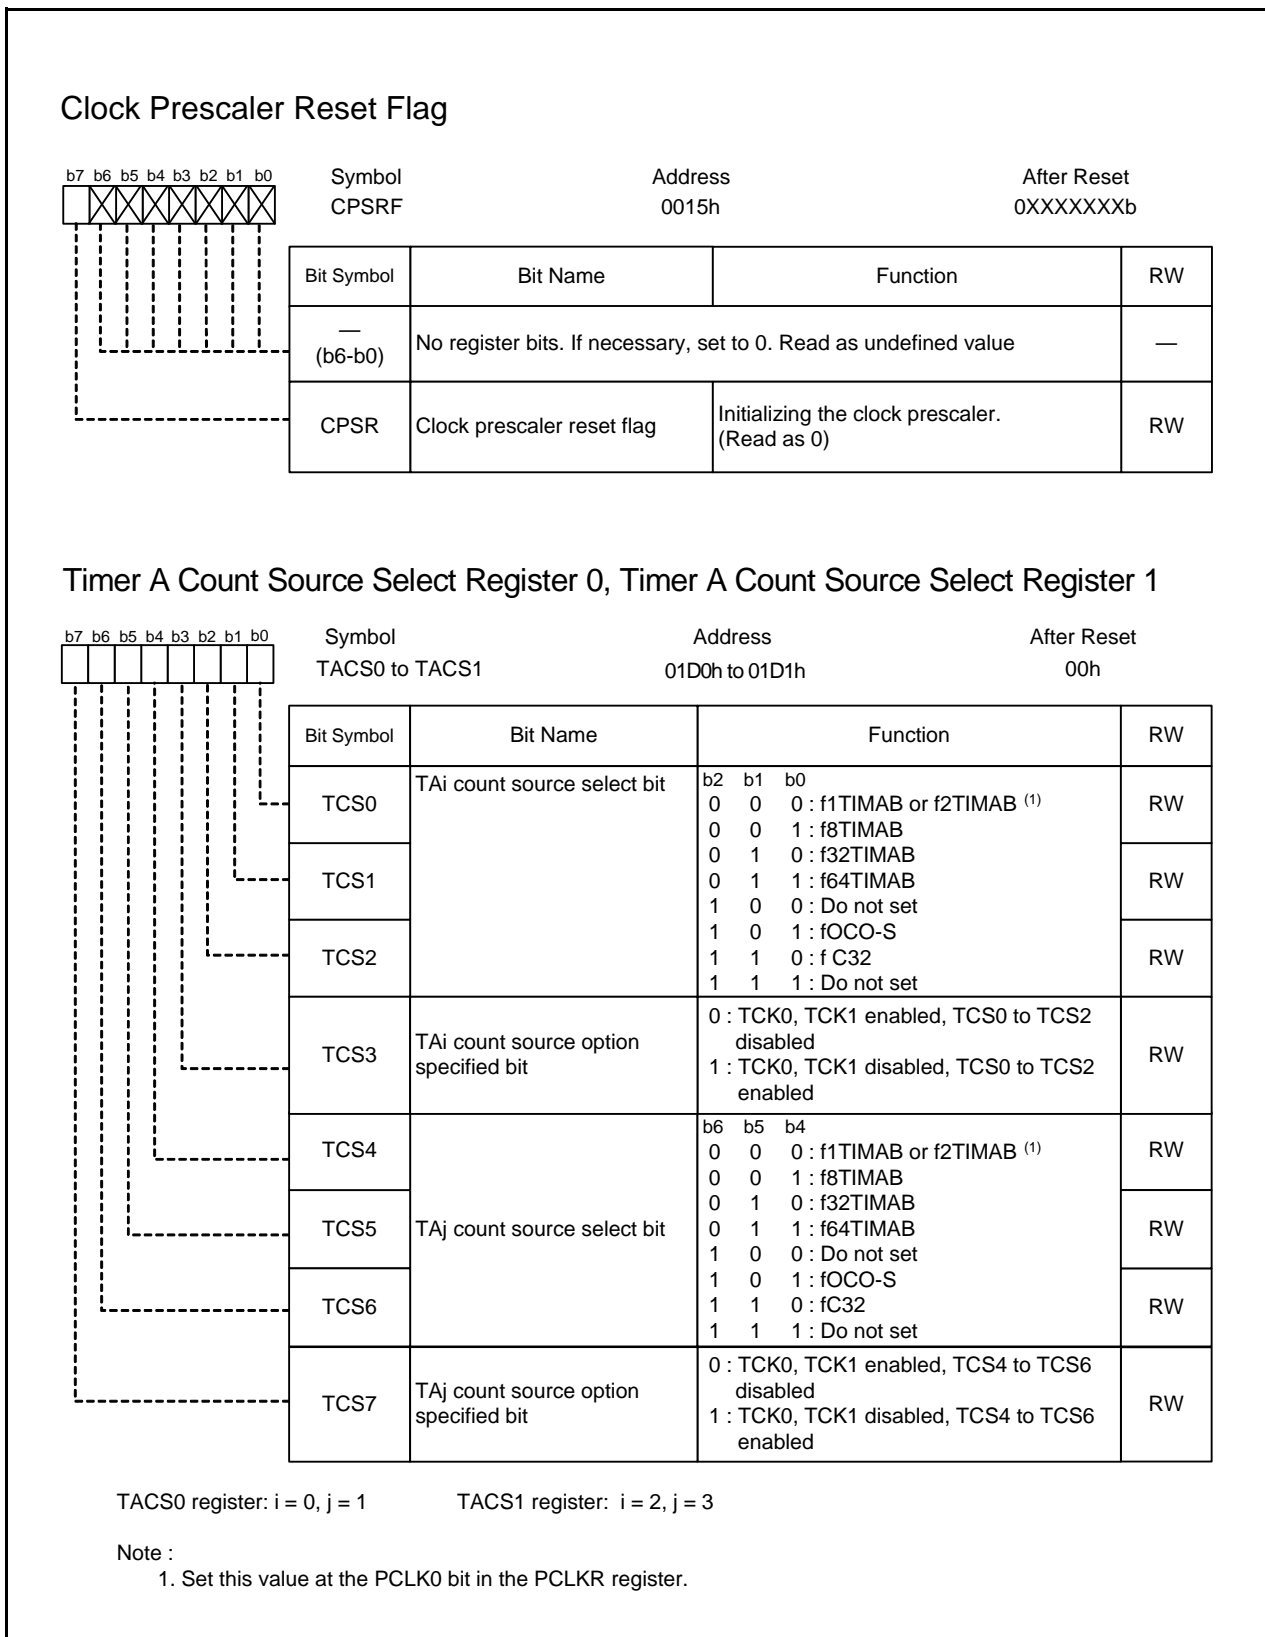 Clock Prescaler Reset Flag
b7 b6 b5 b4 b3 b2 b1 b0
Symbol Address After Reset
CPSRF 0015h 0XXXXXXXb
Bit Symbol Bit Name Function RW
— (b6-b0) No register bits. If necessary, set to 0. Read as undefined value —
CPSR Clock prescaler reset flag Initializing the clock prescaler.
(Read as 0) RW
Timer A Count Source Select Register 0, Timer A Count Source Select Register 1
b7 b6 b5 b4 b3 b2 b1 b0
Symbol Address After Reset
TACS0 to TACS1 01D0h to 01D1h 00h
Bit Symbol Bit Name Function RW
TCS0 TAi count source select bit RW
TCS1 RW
TCS2 RW
b2 b1 b0
0 0 0 : f1TIMAB or f2TIMAB (1)
0 0 1 : f8TIMAB
0 1 0 : f32TIMAB
0 1 1 : f64TIMAB
1 0 0 : Do not set
1 0 1 : fOCO-S
1 1 0 : f C32
1 1 1 : Do not set
TCS3
TAi count source option
specified bit
0 : TCK0, TCK1 enabled, TCS0 to TCS2
disabled
1 : TCK0, TCK1 disabled, TCS0 to TCS2
enabled
RW
TCS4 RW
TCS5 TAj count source select bit RW
TCS6 RW
b6 b5 b4
0 0 0 : f1TIMAB or f2TIMAB (1)
0 0 1 : f8TIMAB
0 1 0 : f32TIMAB
0 1 1 : f64TIMAB
1 0 0 : Do not set
1 0 1 : fOCO-S
1 1 0 : fC32
1 1 1 : Do not set
TCS7
TAj count source option
specified bit
0 : TCK0, TCK1 enabled, TCS4 to TCS6
disabled
1 : TCK0, TCK1 disabled, TCS4 to TCS6
enabled
RW
TACS0 register: i = 0, j = 1 TACS1 register: i = 2, j = 3
Note :
1. Set this value at the PCLK0 bit in the PCLKR register.